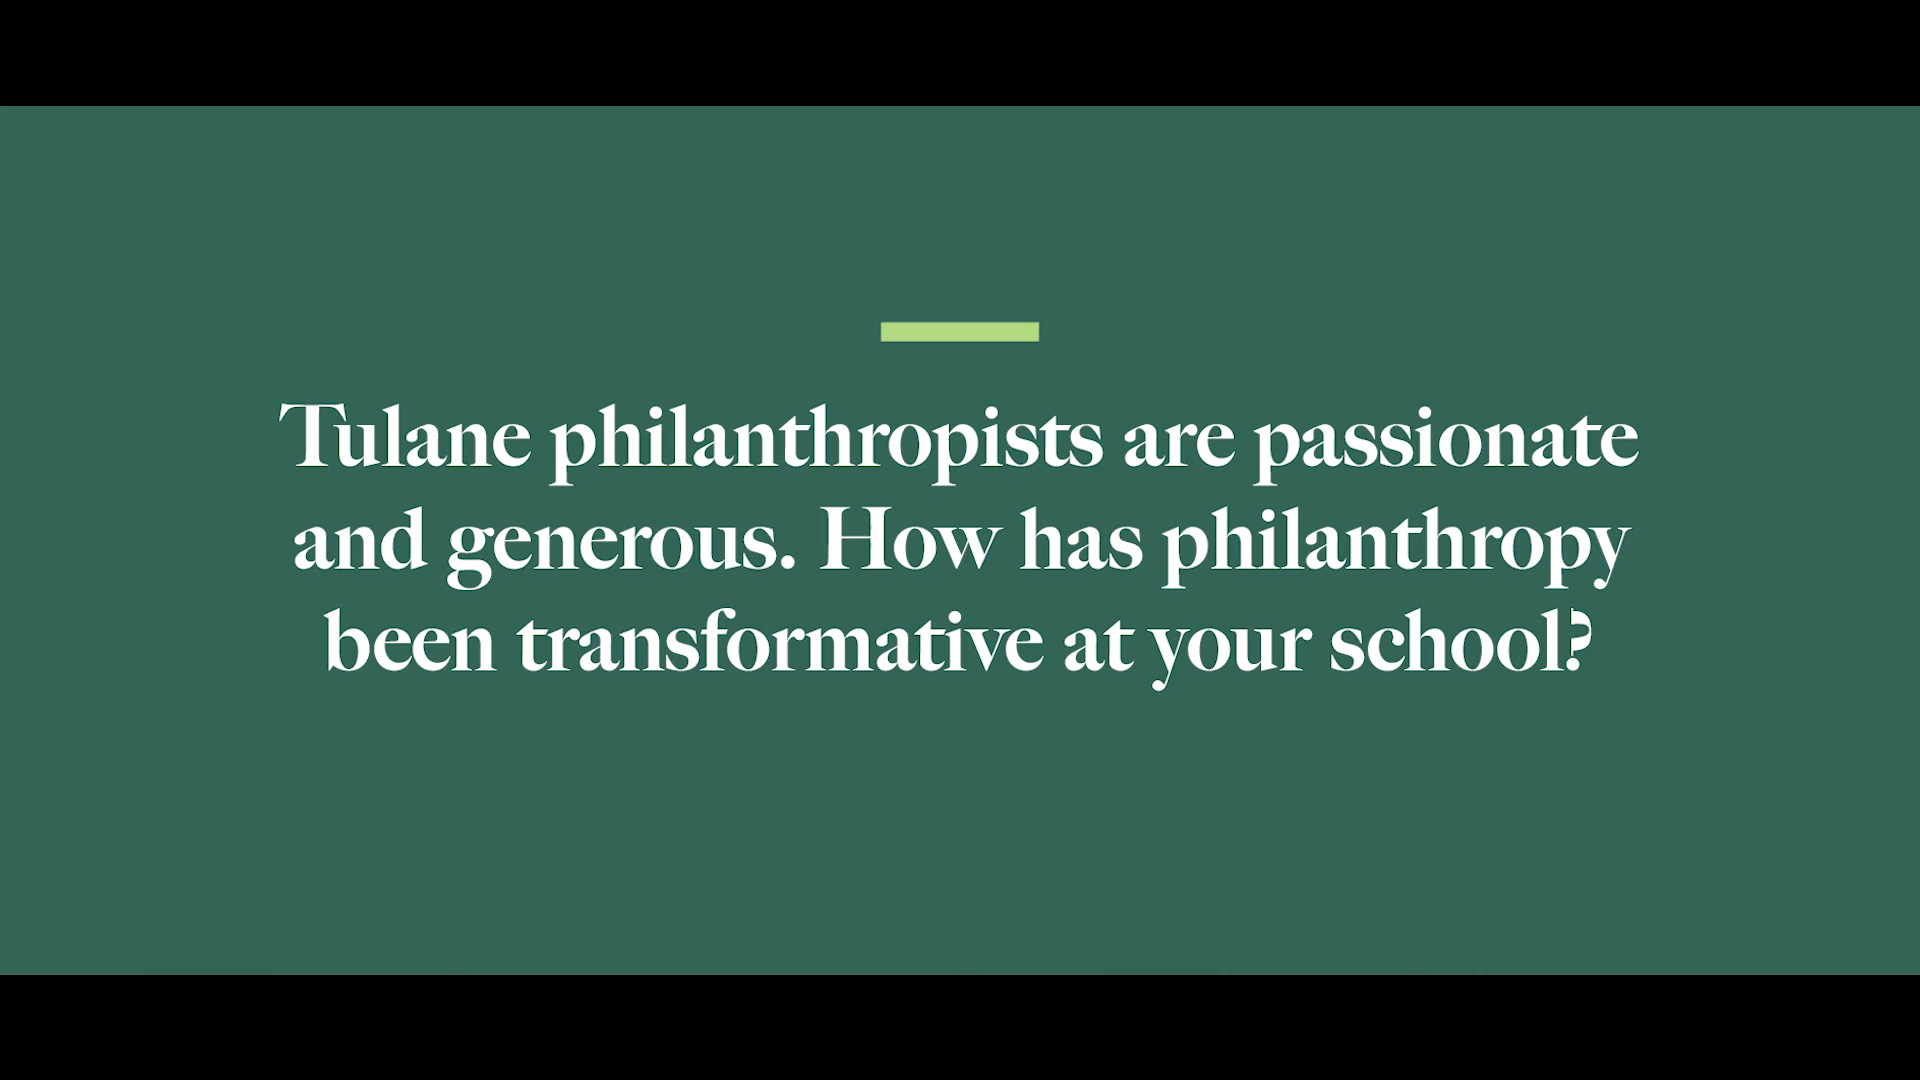 Tulane philanthropists are passionate
and generous. How has philanthropy
been transformative at your school?